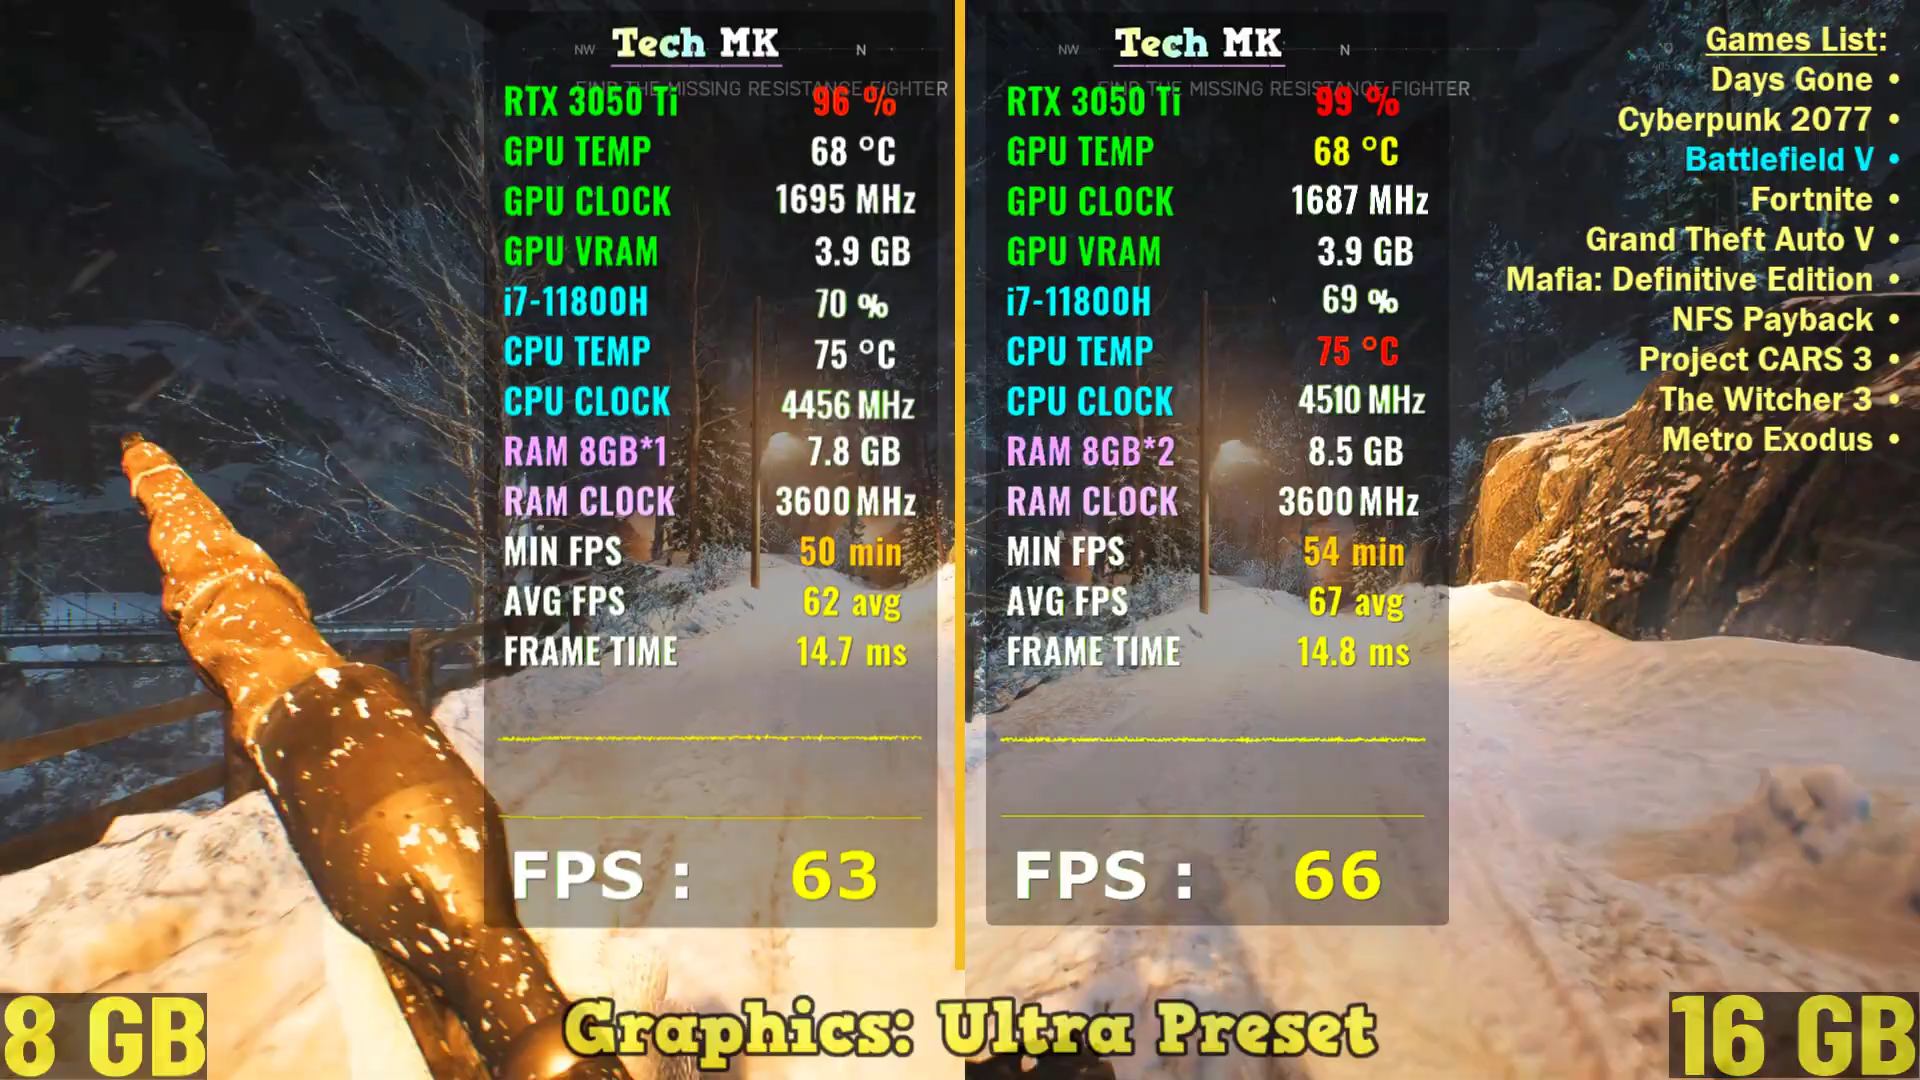 Tech MK
NW N
FIND THE MISSING RESISTANCE FIGHTER
RTX 3050 Ti 96 %
GPU TEMP 68 °C
GPU CLOCK 1695 MHz
GPU VRAM 3.9 GB
i7-11800H 70 %
CPU TEMP 75 °C
CPU CLOCK 4456 MHz
RAM 8GB*1 7.8 GB
RAM CLOCK 3600 MHz
MIN FPS 50 min
AVG FPS 62 avg
FRAME TIME 14.7 ms
FPS : 63
8 GB
Tech MK
NW N
FIND THE MISSING RESISTANCE FIGHTER
RTX 3050 Ti 99 %
GPU TEMP 68 °C
GPU CLOCK 1687 MHz
GPU VRAM 3.9 GB
i7-11800H 69 %
CPU TEMP 75 °C
CPU CLOCK 4510 MHz
RAM 8GB*2 8.5 GB
RAM CLOCK 3600 MHz
MIN FPS 54 min
AVG FPS 67 avg
FRAME TIME 14.8 ms
FPS : 66
Games List:
Days Gone •
Cyberpunk 2077 •
Battlefield V •
Fortnite •
Grand Theft Auto V •
Mafia: Definitive Edition •
NFS Payback •
Project CARS 3 •
The Witcher 3 •
Metro Exodus •
Graphics: Ultra Preset
16 GB